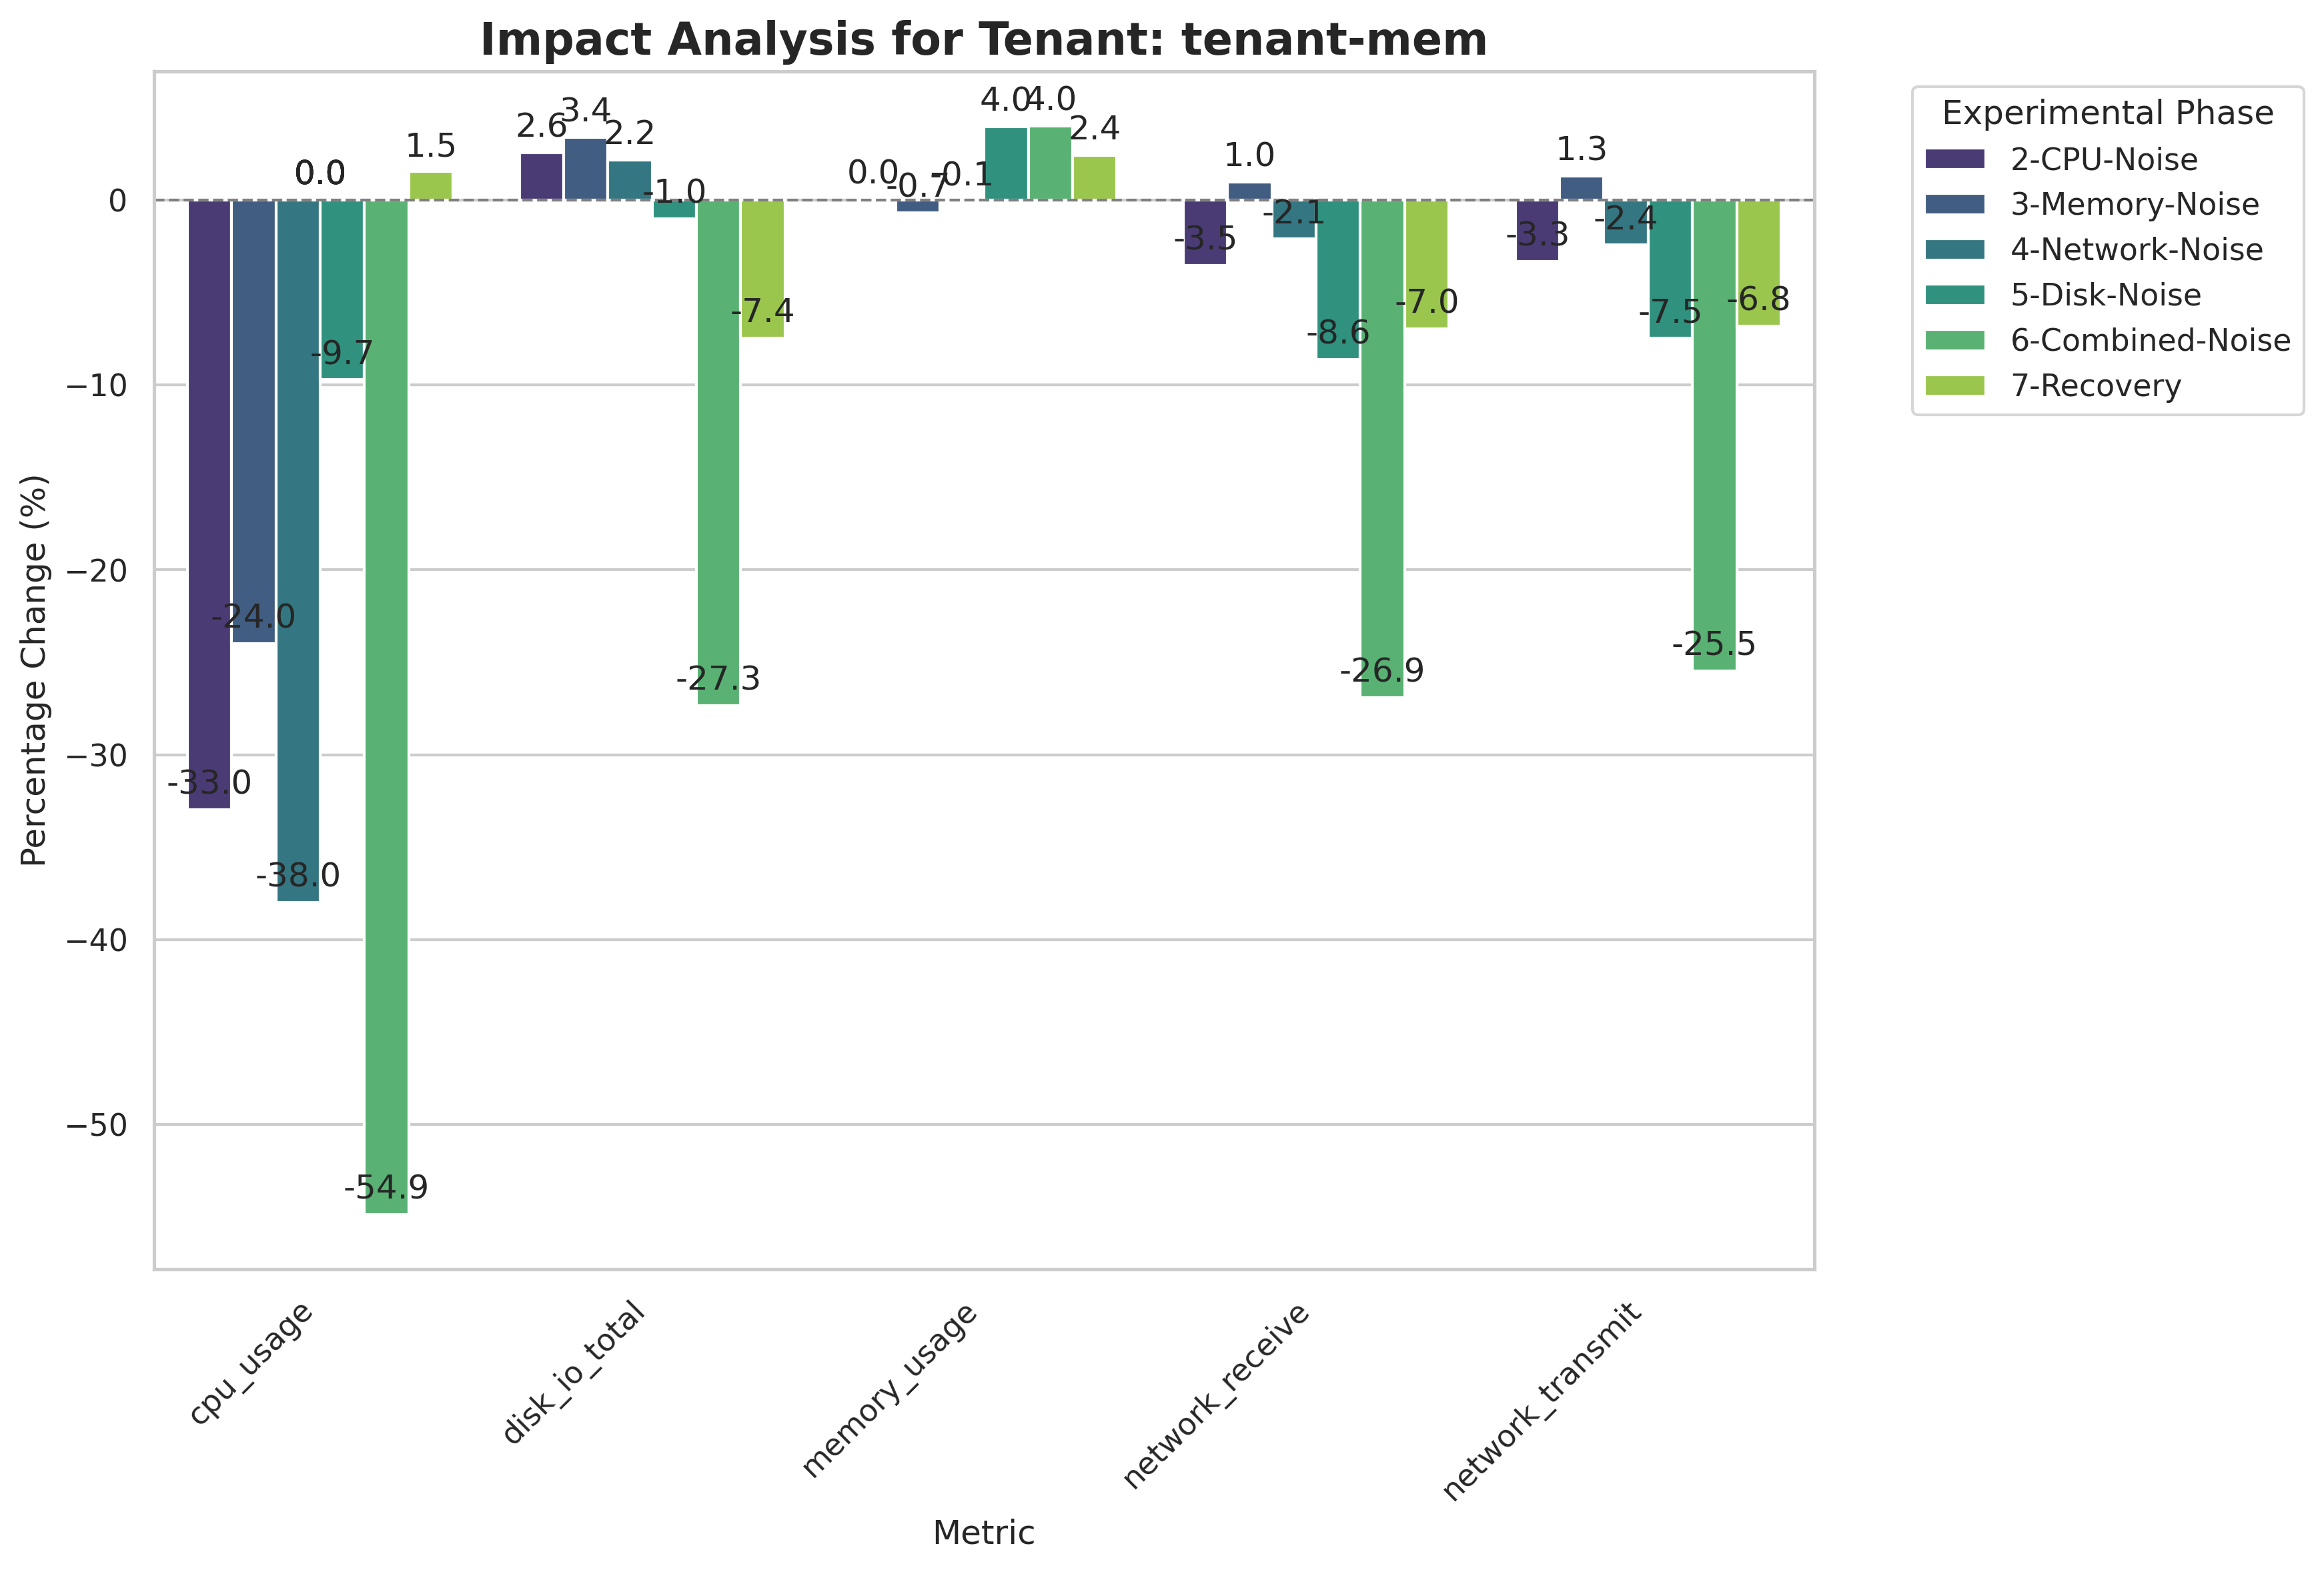 Impact Analysis for Tenant: tenant-mem
Percentage Change (%)
0
−10
−20
−30
−40
−50
-33.0
-24.0
-38.0
0.0
-9.7
-54.9
1.5
2.6
3.4
2.2
-1.0
-27.3
-7.4
0.0
-0.7
-0.1
4.0
4.0
2.4
-3.5
1.0
-2.1
-8.6
-26.9
-7.0
-3.3
1.3
-2.4
-7.5
-25.5
-6.8
cpu_usage
disk_io_total
memory_usage
network_receive
network_transmit
Metric
Experimental Phase
2-CPU-Noise
3-Memory-Noise
4-Network-Noise
5-Disk-Noise
6-Combined-Noise
7-Recovery